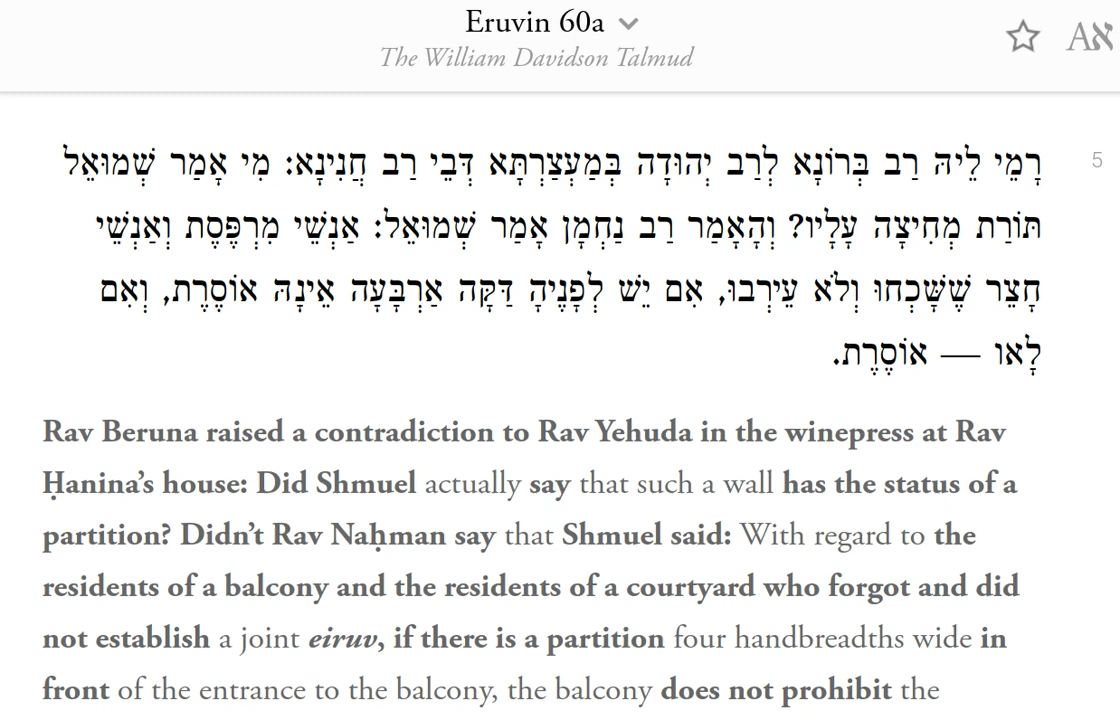 Eruvin 60a
The William Davidson Talmud
Aא
5
רָמֵי לֵיהּ רַב בְּרוֹנָא לְרַב יְהוּדָה בְּמַעְצַרְתָּא דְּבֵי רַב חֲנִינָא: מִי אָמַר שְׁמוּאֵל
תּוֹרַת מְחִיצָה עָלָיו? וְהָאָמַר רַב נַחְמָן אָמַר שְׁמוּאֵל: אַנְשֵׁי מִרְפֶּסֶת וְאַנְשֵׁי
חָצֵר שֶׁשָּׁכְחוּ וְלֹא עֵירְבוּ, אִם יֵשׁ לְפָנֶיהָ דַּקָּה אַרְבָּעָה אֵינָהּ אוֹסֶרֶת, וְאִם
לָאו — אוֹסֶרֶת.
Rav Beruna raised a contradiction to Rav Yehuda in the winepress at Rav
Ḥanina’s house: Did Shmuel actually say that such a wall has the status of a
partition? Didn’t Rav Naḥman say that Shmuel said: With regard to the
residents of a balcony and the residents of a courtyard who forgot and did
not establish a joint eiruv, if there is a partition four handbreadths wide in
front of the entrance to the balcony, the balcony does not prohibit the